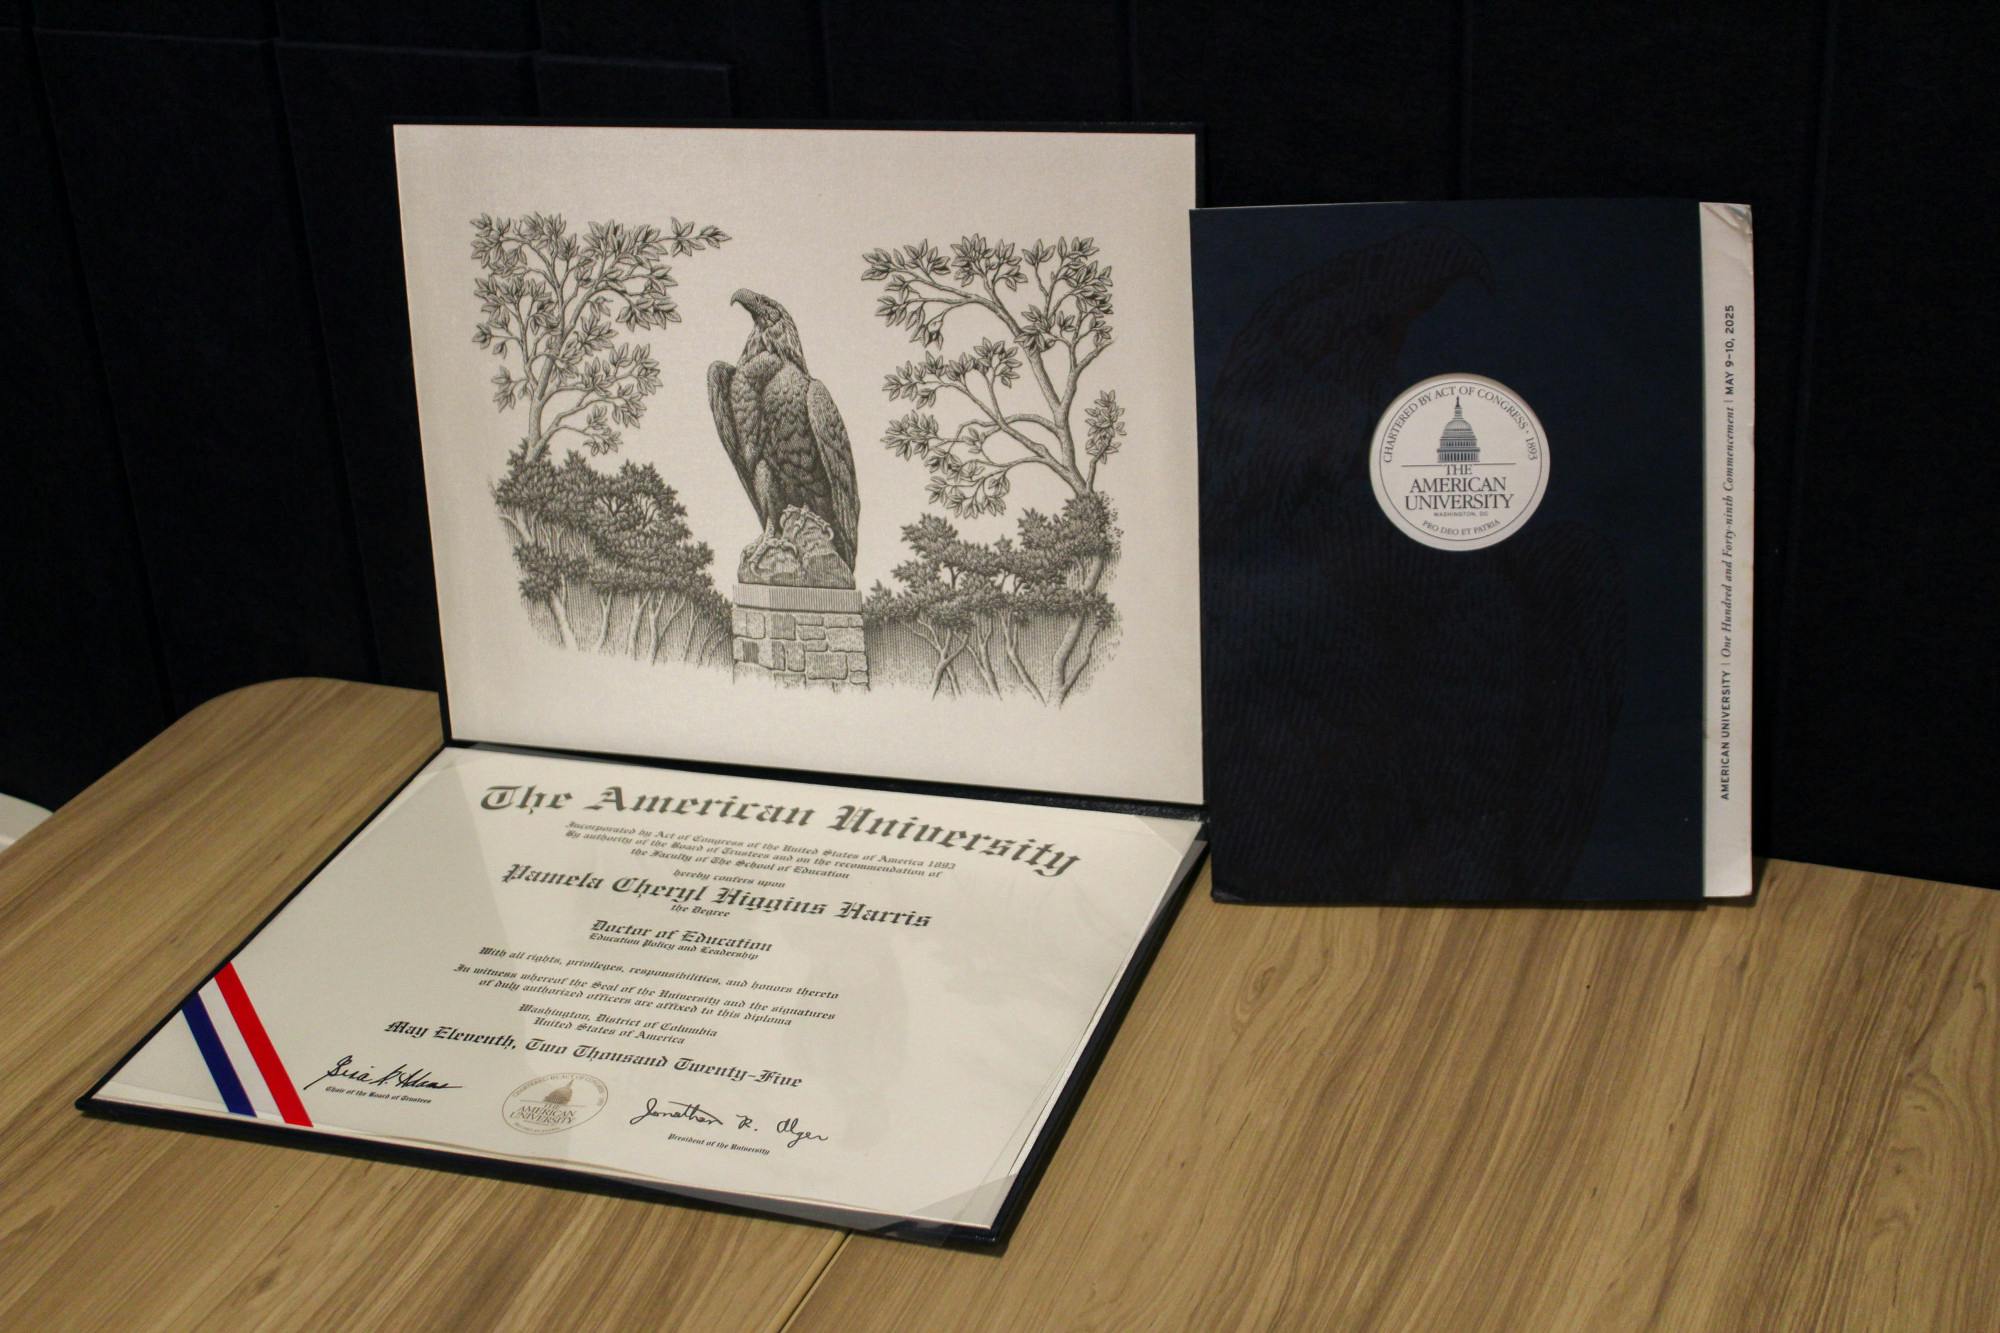 The American University
Incorporated by Act of Congress of the United States of America 1893
By authority of the Board of Trustees and on the recommendation of
the Faculty of The School of Education
hereby confers upon
Pamela Cheryl Higgins Harris
the Degree
Doctor of Education
Education Policy and Leadership
With all rights, privileges, responsibilities, and honors thereto
In witness whereof the Seal of the University and the signatures
of duly authorized officers are affixed to this diploma
Washington, District of Columbia
United States of America
May Eleventh, Two Thousand Twenty-Five
Chair of the Board of Trustees
THE
AMERICAN
UNIVERSITY
Jonathan R. Alger
President of the University
CHARTERED BY ACT OF CONGRESS • 1893
THE
AMERICAN
UNIVERSITY
WASHINGTON, DC
PRO DEO ET PATRIA
AMERICAN UNIVERSITY | One Hundred and Forty-ninth Commencement | MAY 9–10, 2025